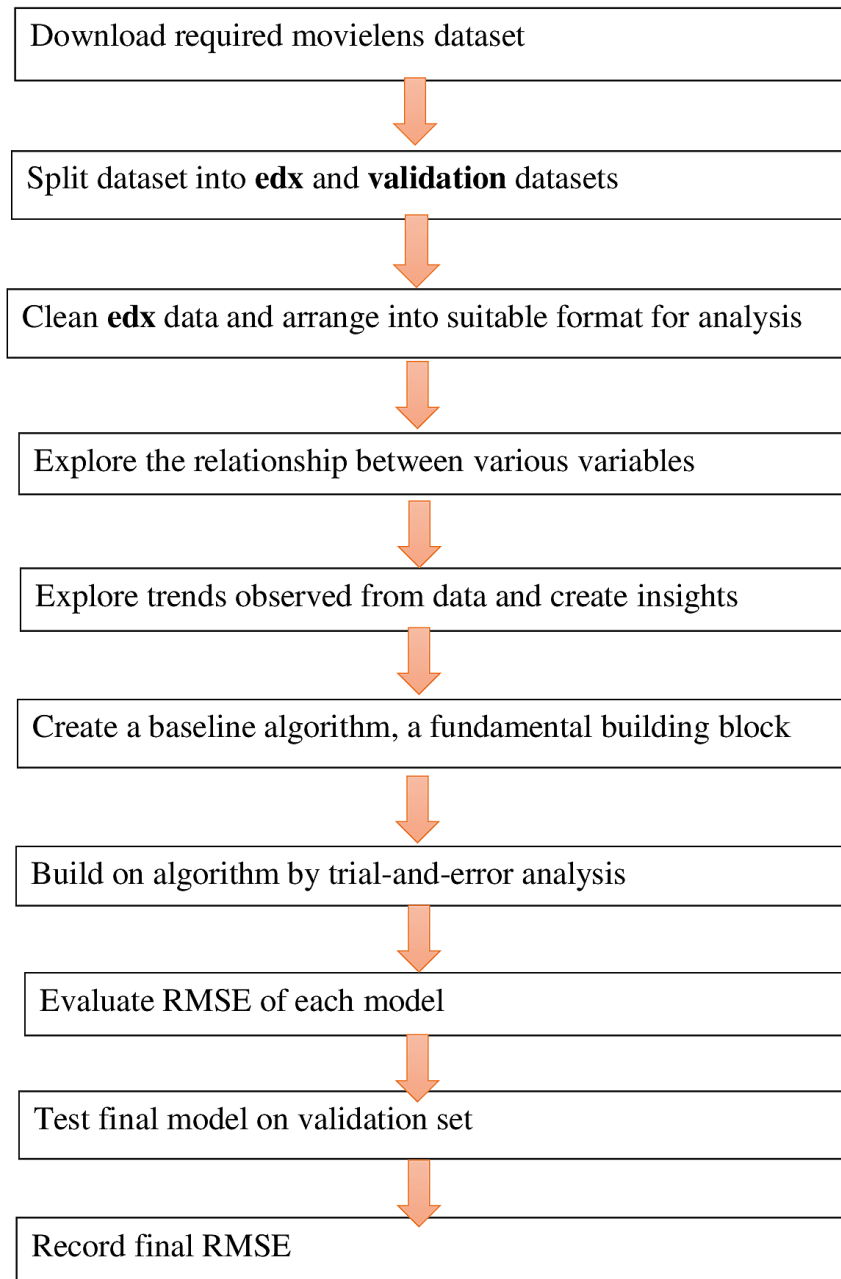 Download required movielens dataset
Split dataset into edx and validation datasets
Clean edx data and arrange into suitable format for analysis
Explore the relationship between various variables
Explore trends observed from data and create insights
Create a baseline algorithm, a fundamental building block
Build on algorithm by trial-and-error analysis
Evaluate RMSE of each model
Test final model on validation set
Record final RMSE